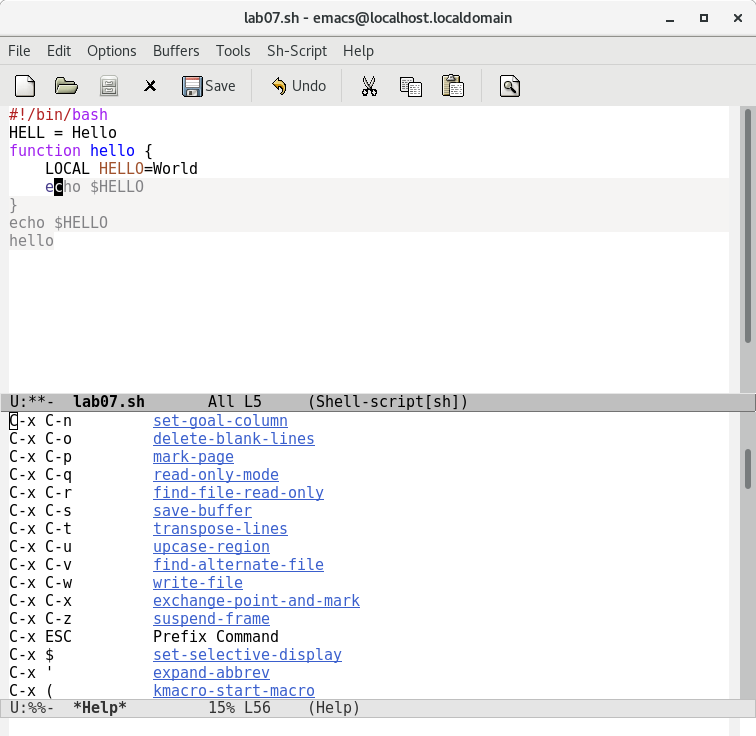 lab07.sh - emacs@localhost.localdomain
File Edit Options Buffers Tools Sh-Script Help
Save Undo
#!/bin/bash
HELL = Hello
function hello {
    LOCAL HELLO=World
    echo $HELLO
}
echo $HELLO
hello
U:**-  lab07.sh       All L5     (Shell-script[sh])
C-x C-n         set-goal-column
C-x C-o         delete-blank-lines
C-x C-p         mark-page
C-x C-q         read-only-mode
C-x C-r         find-file-read-only
C-x C-s         save-buffer
C-x C-t         transpose-lines
C-x C-u         upcase-region
C-x C-v         find-alternate-file
C-x C-w         write-file
C-x C-x         exchange-point-and-mark
C-x C-z         suspend-frame
C-x ESC         Prefix Command
C-x $           set-selective-display
C-x '           expand-abbrev
C-x (           kmacro-start-macro
U:%%-  *Help*         15% L56    (Help)